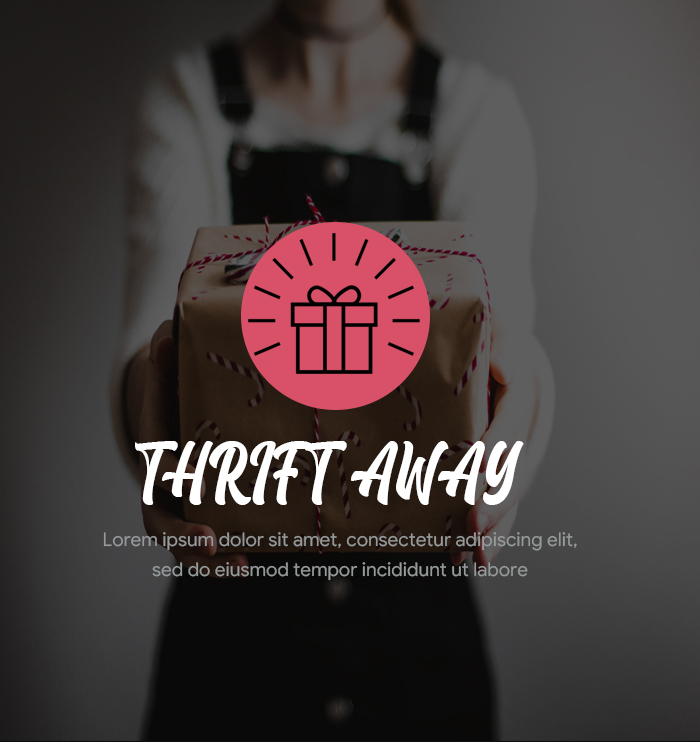 THRIFT AWAY
Lorem ipsum dolor sit amet, consectetur adipiscing elit,
sed do eiusmod tempor incididunt ut labore